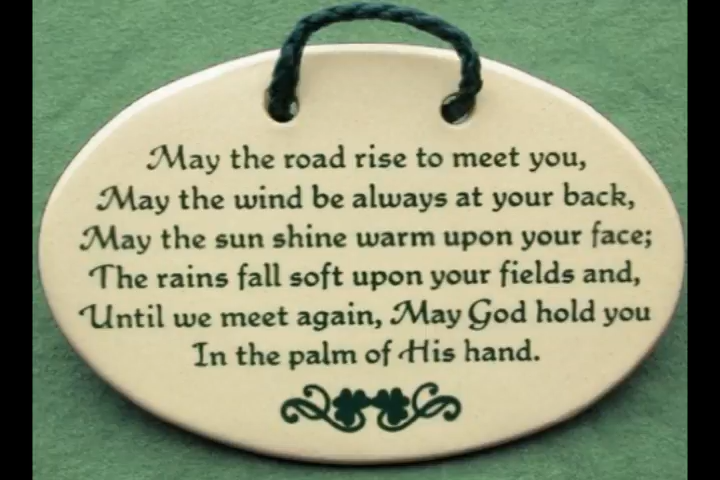 May the road rise to meet you,
May the wind be always at your back,
May the sun shine warm upon your face;
The rains fall soft upon your fields and,
Until we meet again, May God hold you
In the palm of His hand.